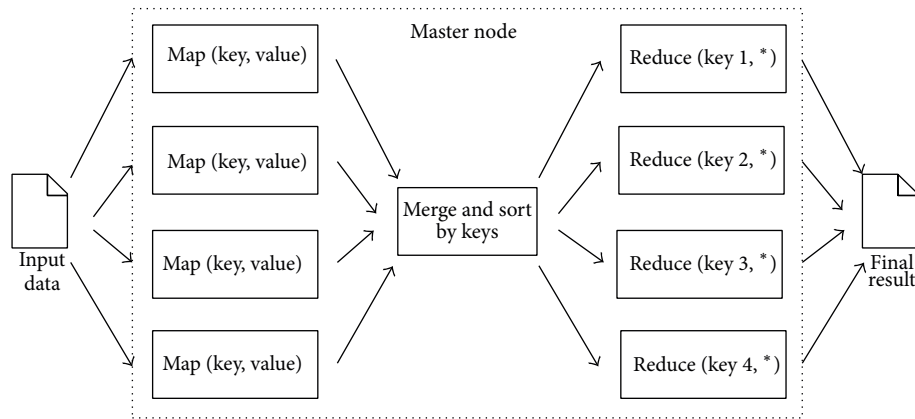 Master node
Map (key, value)
Map (key, value)
Map (key, value)
Map (key, value)
Input
data
Merge and sort
by keys
Reduce (key 1, *)
Reduce (key 2, *)
Reduce (key 3, *)
Reduce (key 4, *)
Final
result